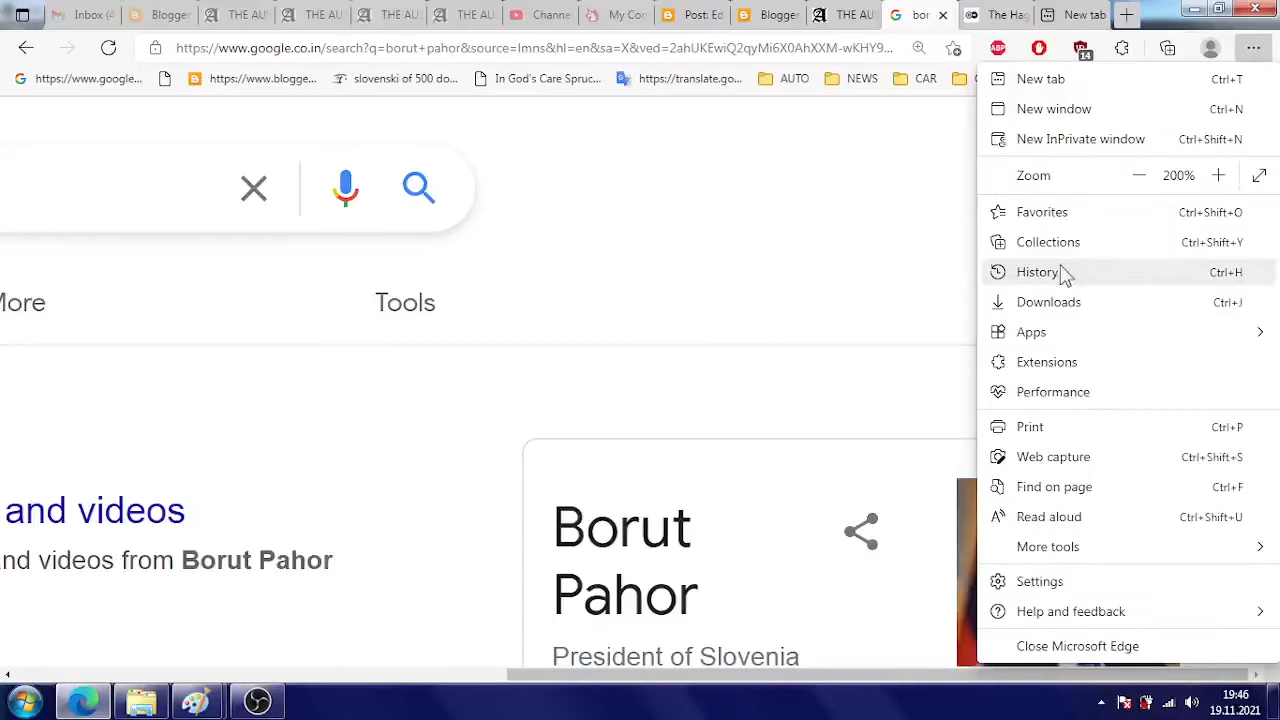 Inbox (
Blogge
THE AU
THE AU
THE AU
THE AU
Fin
My Con
Post: Ed
Blogger
THE AU
bor
The Hag
New tab
https://www.google.co.in/search?q=borut+pahor&source=lmns&hl=en&sa=X&ved=2ahUKEwiQ2qyMi6X0AhXXM-wKHY9...
ABP
14
https://www.google...
https://www.blogge...
slovenski of 500 do...
In God's Care Spruc...
https://translate.go...
AUTO
NEWS
CAR
New tab Ctrl+T
New window Ctrl+N
New InPrivate window Ctrl+Shift+N
Zoom 200%
Favorites Ctrl+Shift+O
Collections Ctrl+Shift+Y
History Ctrl+H
Downloads Ctrl+J
Apps
Extensions
Performance
Print Ctrl+P
Web capture Ctrl+Shift+S
Find on page Ctrl+F
Read aloud Ctrl+Shift+U
More tools
Settings
Help and feedback
Close Microsoft Edge
More
Tools
and videos
nd videos from Borut Pahor
Borut
Pahor
President of Slovenia
19:46
19.11.2021